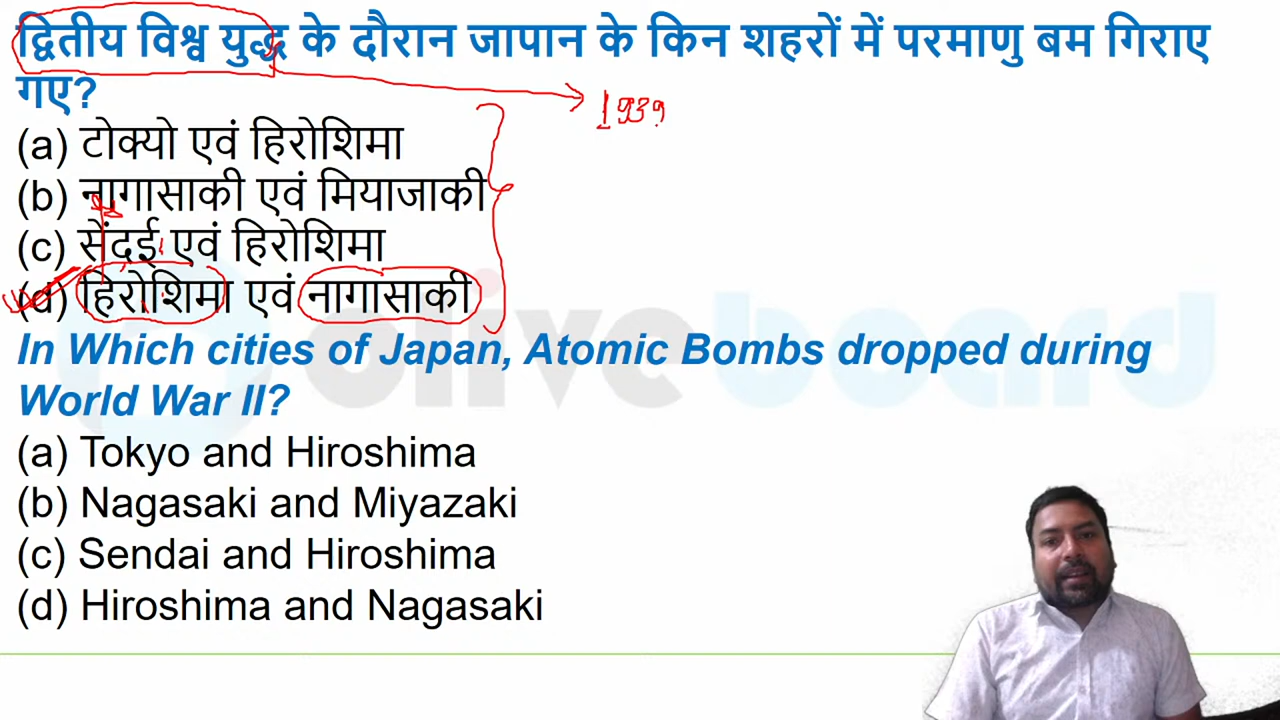 द्वितीय विश्व युद्ध के दौरान जापान के किन शहरों में परमाणु बम गिराए
गए?
1939
(a) टोक्यो एवं हिरोशिमा
(b) नागासाकी एवं मियाजाकी
(c) सेंदई एवं हिरोशिमा
(d) हिरोशिमा एवं नागासाकी
oliveboard
In Which cities of Japan, Atomic Bombs dropped during
World War II?
(a) Tokyo and Hiroshima
(b) Nagasaki and Miyazaki
(c) Sendai and Hiroshima
(d) Hiroshima and Nagasaki